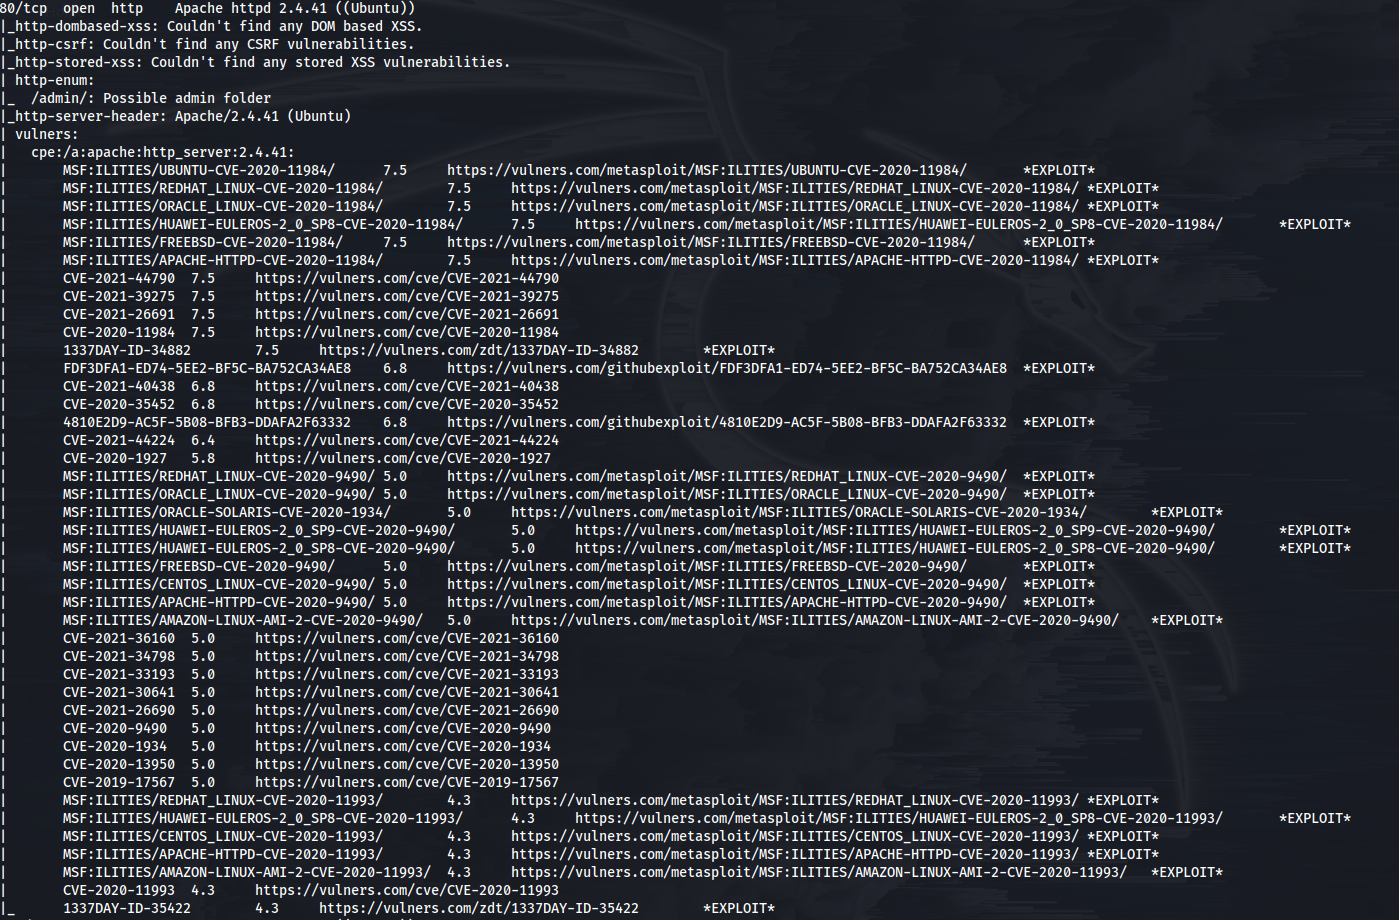 80/tcp  open  http    Apache httpd 2.4.41 ((Ubuntu))
|_http-dombased-xss: Couldn't find any DOM based XSS.
|_http-csrf: Couldn't find any CSRF vulnerabilities.
|_http-stored-xss: Couldn't find any stored XSS vulnerabilities.
| http-enum:
|_  /admin/: Possible admin folder
|_http-server-header: Apache/2.4.41 (Ubuntu)
| vulners:
|   cpe:/a:apache:http_server:2.4.41:
|       MSF:ILITIES/UBUNTU-CVE-2020-11984/      7.5     https://vulners.com/metasploit/MSF:ILITIES/UBUNTU-CVE-2020-11984/       *EXPLOIT*
|       MSF:ILITIES/REDHAT_LINUX-CVE-2020-11984/        7.5     https://vulners.com/metasploit/MSF:ILITIES/REDHAT_LINUX-CVE-2020-11984/ *EXPLOIT*
|       MSF:ILITIES/ORACLE_LINUX-CVE-2020-11984/        7.5     https://vulners.com/metasploit/MSF:ILITIES/ORACLE_LINUX-CVE-2020-11984/ *EXPLOIT*
|       MSF:ILITIES/HUAWEI-EULEROS-2_0_SP8-CVE-2020-11984/      7.5     https://vulners.com/metasploit/MSF:ILITIES/HUAWEI-EULEROS-2_0_SP8-CVE-2020-11984/       *EXPLOIT*
|       MSF:ILITIES/FREEBSD-CVE-2020-11984/     7.5     https://vulners.com/metasploit/MSF:ILITIES/FREEBSD-CVE-2020-11984/      *EXPLOIT*
|       MSF:ILITIES/APACHE-HTTPD-CVE-2020-11984/        7.5     https://vulners.com/metasploit/MSF:ILITIES/APACHE-HTTPD-CVE-2020-11984/ *EXPLOIT*
|       CVE-2021-44790  7.5     https://vulners.com/cve/CVE-2021-44790
|       CVE-2021-39275  7.5     https://vulners.com/cve/CVE-2021-39275
|       CVE-2021-26691  7.5     https://vulners.com/cve/CVE-2021-26691
|       CVE-2020-11984  7.5     https://vulners.com/cve/CVE-2020-11984
|       1337DAY-ID-34882        7.5     https://vulners.com/zdt/1337DAY-ID-34882        *EXPLOIT*
|       FDF3DFA1-ED74-5EE2-BF5C-BA752CA34AE8    6.8     https://vulners.com/githubexploit/FDF3DFA1-ED74-5EE2-BF5C-BA752CA34AE8  *EXPLOIT*
|       CVE-2021-40438  6.8     https://vulners.com/cve/CVE-2021-40438
|       CVE-2020-35452  6.8     https://vulners.com/cve/CVE-2020-35452
|       4810E2D9-AC5F-5B08-BFB3-DDAFA2F63332    6.8     https://vulners.com/githubexploit/4810E2D9-AC5F-5B08-BFB3-DDAFA2F63332  *EXPLOIT*
|       CVE-2021-44224  6.4     https://vulners.com/cve/CVE-2021-44224
|       CVE-2020-1927   5.8     https://vulners.com/cve/CVE-2020-1927
|       MSF:ILITIES/REDHAT_LINUX-CVE-2020-9490/ 5.0     https://vulners.com/metasploit/MSF:ILITIES/REDHAT_LINUX-CVE-2020-9490/  *EXPLOIT*
|       MSF:ILITIES/ORACLE_LINUX-CVE-2020-9490/ 5.0     https://vulners.com/metasploit/MSF:ILITIES/ORACLE_LINUX-CVE-2020-9490/  *EXPLOIT*
|       MSF:ILITIES/ORACLE-SOLARIS-CVE-2020-1934/       5.0     https://vulners.com/metasploit/MSF:ILITIES/ORACLE-SOLARIS-CVE-2020-1934/        *EXPLOIT*
|       MSF:ILITIES/HUAWEI-EULEROS-2_0_SP9-CVE-2020-9490/       5.0     https://vulners.com/metasploit/MSF:ILITIES/HUAWEI-EULEROS-2_0_SP9-CVE-2020-9490/        *EXPLOIT*
|       MSF:ILITIES/HUAWEI-EULEROS-2_0_SP8-CVE-2020-9490/       5.0     https://vulners.com/metasploit/MSF:ILITIES/HUAWEI-EULEROS-2_0_SP8-CVE-2020-9490/        *EXPLOIT*
|       MSF:ILITIES/FREEBSD-CVE-2020-9490/      5.0     https://vulners.com/metasploit/MSF:ILITIES/FREEBSD-CVE-2020-9490/       *EXPLOIT*
|       MSF:ILITIES/CENTOS_LINUX-CVE-2020-9490/ 5.0     https://vulners.com/metasploit/MSF:ILITIES/CENTOS_LINUX-CVE-2020-9490/  *EXPLOIT*
|       MSF:ILITIES/APACHE-HTTPD-CVE-2020-9490/ 5.0     https://vulners.com/metasploit/MSF:ILITIES/APACHE-HTTPD-CVE-2020-9490/  *EXPLOIT*
|       MSF:ILITIES/AMAZON-LINUX-AMI-2-CVE-2020-9490/   5.0     https://vulners.com/metasploit/MSF:ILITIES/AMAZON-LINUX-AMI-2-CVE-2020-9490/    *EXPLOIT*
|       CVE-2021-36160  5.0     https://vulners.com/cve/CVE-2021-36160
|       CVE-2021-34798  5.0     https://vulners.com/cve/CVE-2021-34798
|       CVE-2021-33193  5.0     https://vulners.com/cve/CVE-2021-33193
|       CVE-2021-30641  5.0     https://vulners.com/cve/CVE-2021-30641
|       CVE-2021-26690  5.0     https://vulners.com/cve/CVE-2021-26690
|       CVE-2020-9490   5.0     https://vulners.com/cve/CVE-2020-9490
|       CVE-2020-1934   5.0     https://vulners.com/cve/CVE-2020-1934
|       CVE-2020-13950  5.0     https://vulners.com/cve/CVE-2020-13950
|       CVE-2019-17567  5.0     https://vulners.com/cve/CVE-2019-17567
|       MSF:ILITIES/REDHAT_LINUX-CVE-2020-11993/        4.3     https://vulners.com/metasploit/MSF:ILITIES/REDHAT_LINUX-CVE-2020-11993/ *EXPLOIT*
|       MSF:ILITIES/HUAWEI-EULEROS-2_0_SP8-CVE-2020-11993/      4.3     https://vulners.com/metasploit/MSF:ILITIES/HUAWEI-EULEROS-2_0_SP8-CVE-2020-11993/       *EXPLOIT*
|       MSF:ILITIES/CENTOS_LINUX-CVE-2020-11993/        4.3     https://vulners.com/metasploit/MSF:ILITIES/CENTOS_LINUX-CVE-2020-11993/ *EXPLOIT*
|       MSF:ILITIES/APACHE-HTTPD-CVE-2020-11993/        4.3     https://vulners.com/metasploit/MSF:ILITIES/APACHE-HTTPD-CVE-2020-11993/ *EXPLOIT*
|       MSF:ILITIES/AMAZON-LINUX-AMI-2-CVE-2020-11993/  4.3     https://vulners.com/metasploit/MSF:ILITIES/AMAZON-LINUX-AMI-2-CVE-2020-11993/   *EXPLOIT*
|       CVE-2020-11993  4.3     https://vulners.com/cve/CVE-2020-11993
|_      1337DAY-ID-35422        4.3     https://vulners.com/zdt/1337DAY-ID-35422        *EXPLOIT*